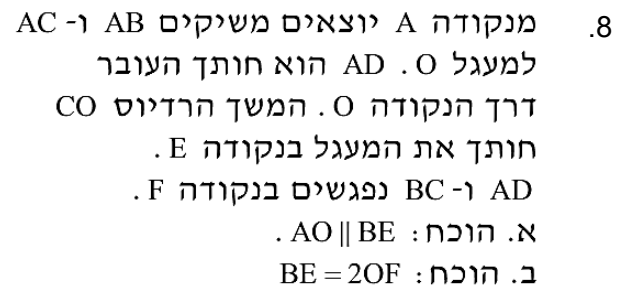 8. מנקודה A יוצאים משיקים AB ו- AC
למעגל O . AD הוא חותך העובר
דרך הנקודה O . המשך הרדיוס CO
חותך את המעגל בנקודה E .
AD ו- BC נפגשים בנקודה F .
א. הוכח: AO || BE .
ב. הוכח: BE = 2OF